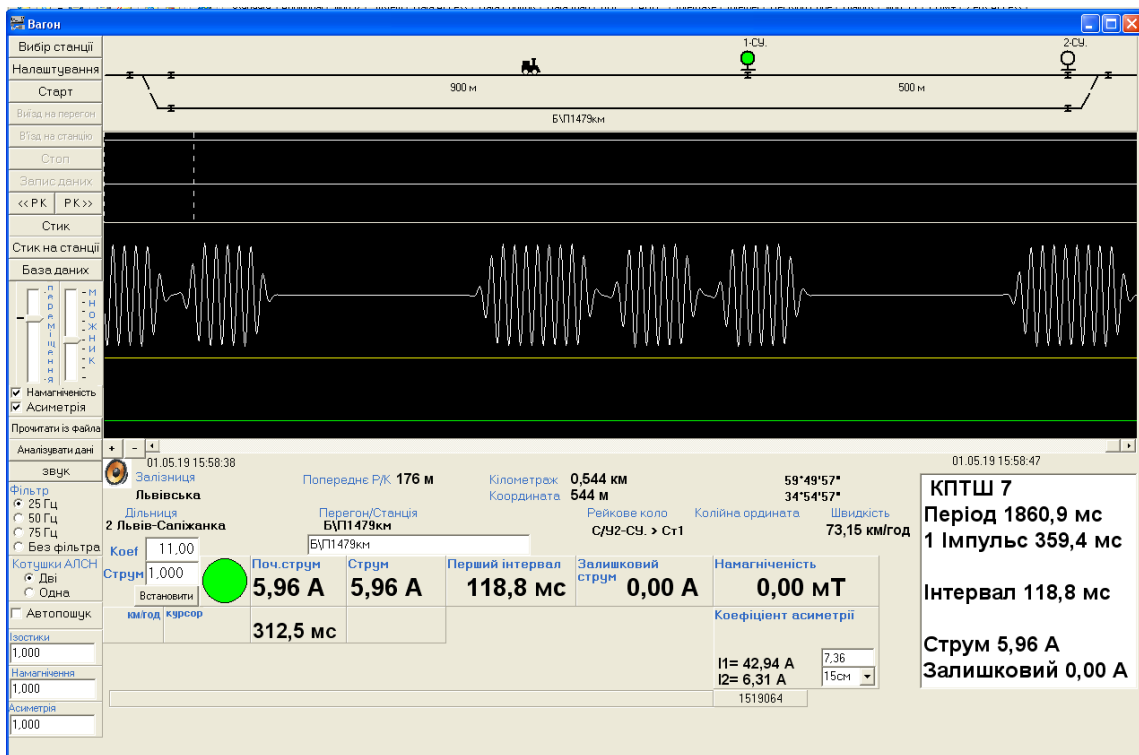 Вагон
Вибір станції
Налаштування
Старт
Виїзд на перегон
В'їзд на станцію
Стоп
Запис даних
<<РК РК>>
Стик
Стик на станції
База даних
переміщення
МНОЖНИК
Намагніченість
Асиметрія
Прочитати із файла
Аналізувати дані
звук
Фільтр
25 Гц
50 Гц
75 Гц
Без фільтра
Котушки АЛСН
Дві
Одна
Автопошук
Ізостики
1,000
Намагнічення
1,000
Асиметрія
1,000
1-СУ. 2-СУ.
900 м 500 м
Б\П1479км
+ -
01.05.19 15:58:38 01.05.19 15:58:47
Залізниця Попереднє Р/К 176 м Кілометраж 0,544 км 59°49'57"
Львівська Координата 544 м 34°54'57"
Дільниця Перегон/Станція Рейкове коло Колійна ордината Швидкість
2 Львів-Сапіжанка Б\П1479км С/У2-СУ. > Ст1 73,15 км/год
Koef 11,00 Б\П1479км
Струм 1,000
Встановити
Поч.струм Струм Перший інтервал Залишковий струм Намагніченість
5,96 А 5,96 А 118,8 мс 0,00 А 0,00 мТ
км/год курсор Коефіцієнт асиметрії
312,5 мс
I1= 42,94 А 7,36
I2= 6,31 А 15см
1519064
КПТШ 7
Період 1860,9 мс
1 Імпульс 359,4 мс
Інтервал 118,8 мс
Струм 5,96 А
Залишковий 0,00 А